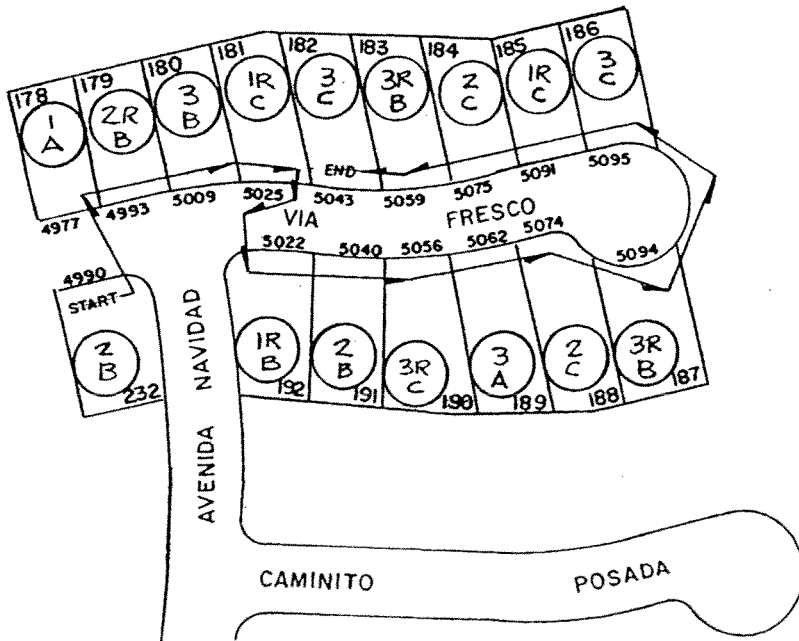 178
1
A
179
2R
B
180
3
B
181
1R
C
182
3
C
183
3R
B
184
2
C
185
1R
C
186
3
C
END
4977
4993
5009
5025
5043
5059
5075
5091
5095
VIA FRESCO
5022
5040
5056
5062
5074
5094
4990
START
2
B
232
1R
B
192
2
B
191
3R
C
190
3
A
189
2
C
188
3R
B
187
AVENIDA NAVIDAD
CAMINITO POSADA